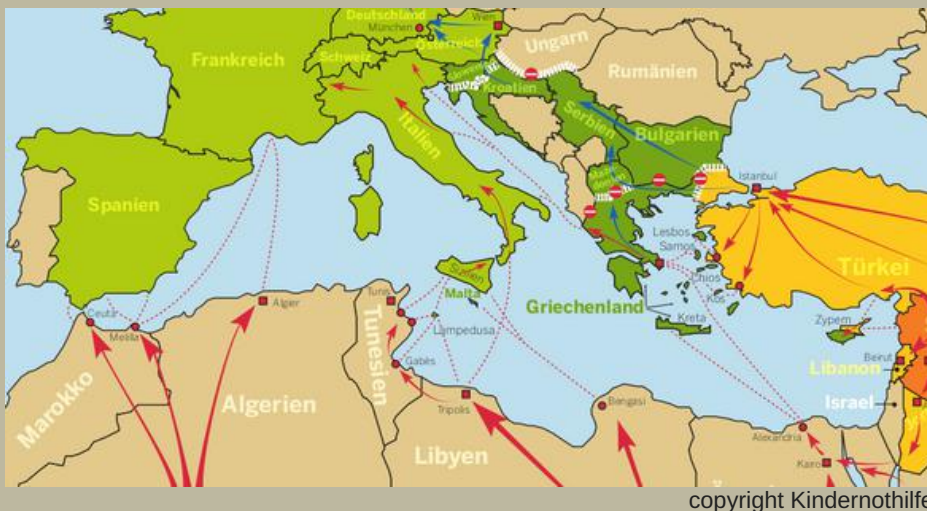 Deutschland
München
Wien
Österreich
Schweiz
Frankreich
Ungarn
Rumänien
Kroatien
Italien
Serbien
Bulgarien
Istanbul
Spanien
Lesbos
Samos
Chios
Kos
Türkei
Sizilien
Malta
Griechenland
Kreta
Zypern
Ceuta
Melilla
Algier
Tunis
Lampedusa
Tunesien
Gabès
Beirut
Libanon
Israel
Marokko
Algerien
Tripolis
Bengasi
Alexandria
Libyen
Kairo
copyright Kindernothilfe